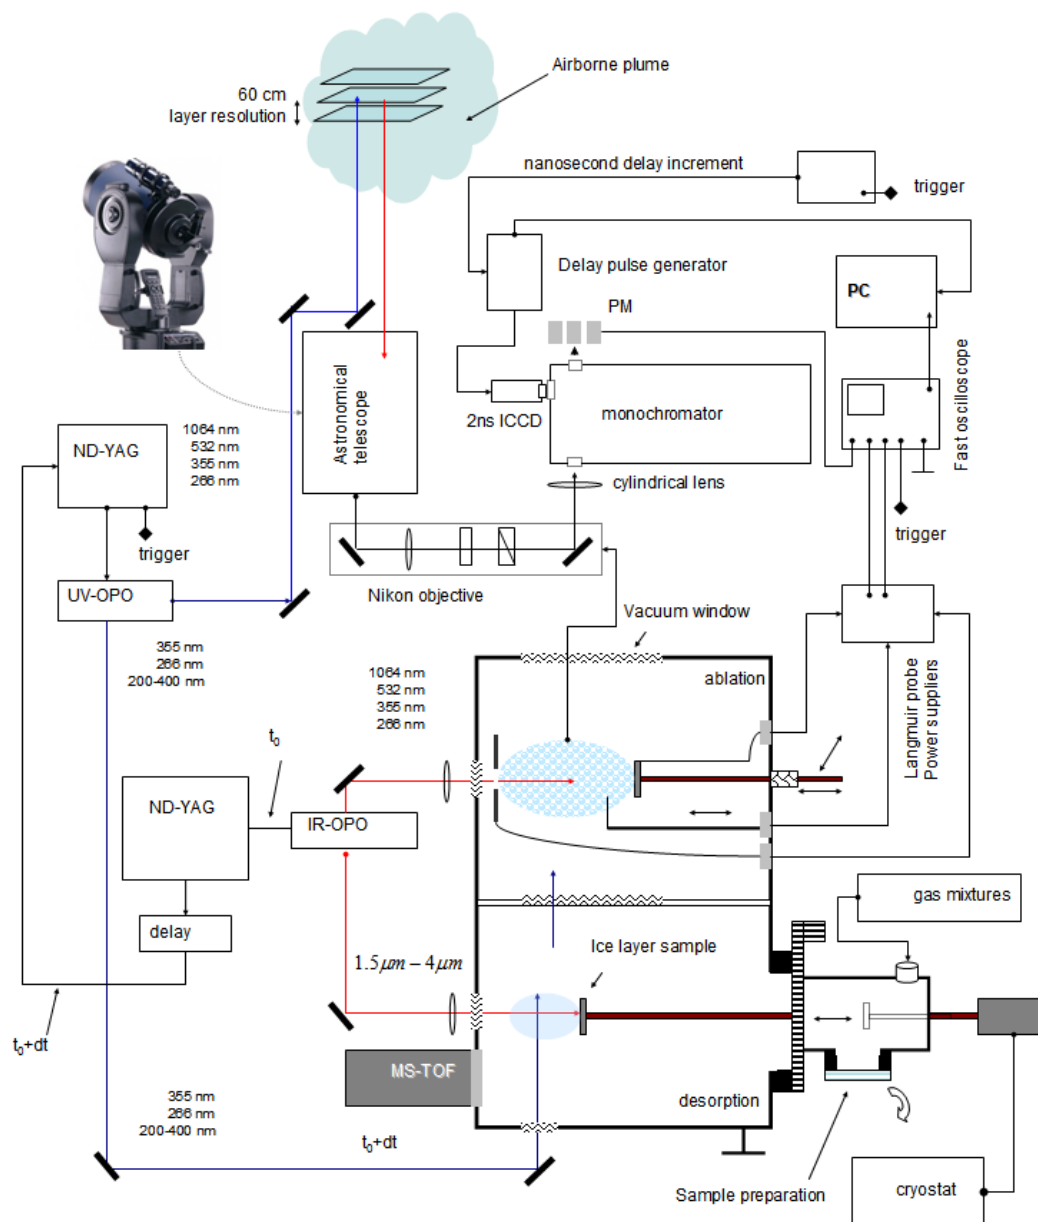 Airborne plume
60 cm
layer resolution
nanosecond delay increment
trigger
Delay pulse generator
PC
PM
Astronomical
telescope
2ns ICCD
monochromator
Fast oscilloscope
1064 nm
532 nm
355 nm
266 nm
ND-YAG
cylindrical lens
trigger
trigger
UV-OPO
Nikon objective
Vacuum window
355 nm
266 nm
200-400 nm
1064 nm
532 nm
355 nm
266 nm
ablation
Langmuir probe
Power suppliers
t0
ND-YAG
IR-OPO
gas mixtures
delay
Ice layer sample
1.5μm – 4μm
t0+dt
MS-TOF
355 nm
266 nm
200-400 nm
desorption
t0+dt
Sample preparation
cryostat